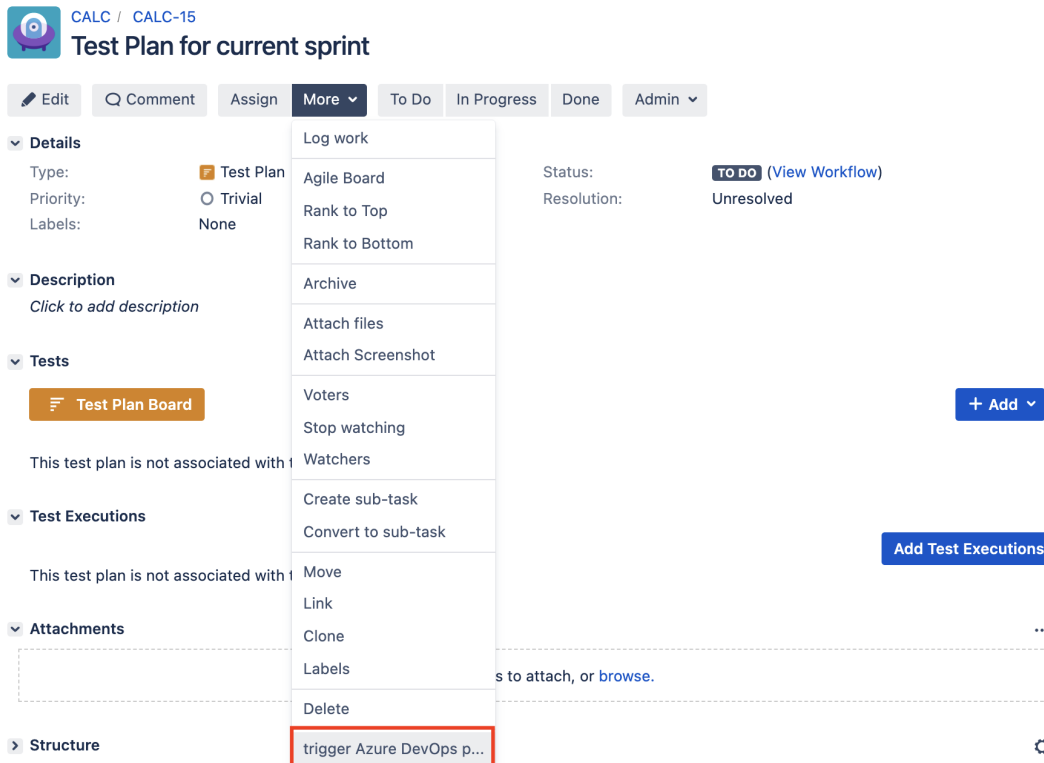 CALC / CALC-15
Test Plan for current sprint
Edit Comment Assign More To Do In Progress Done Admin
Log work
Agile Board
Rank to Top
Rank to Bottom
Archive
Attach files
Attach Screenshot
Voters
Stop watching
Watchers
Create sub-task
Convert to sub-task
Move
Link
Clone
Labels
Delete
trigger Azure DevOps p...
Details
Type: Test Plan
Priority: Trivial
Labels: None
Status: TO DO (View Workflow)
Resolution: Unresolved
Description
Click to add description
Tests
Test Plan Board
+ Add
This test plan is not associated with
Test Executions
Add Test Executions
This test plan is not associated with
Attachments
s to attach, or browse.
Structure